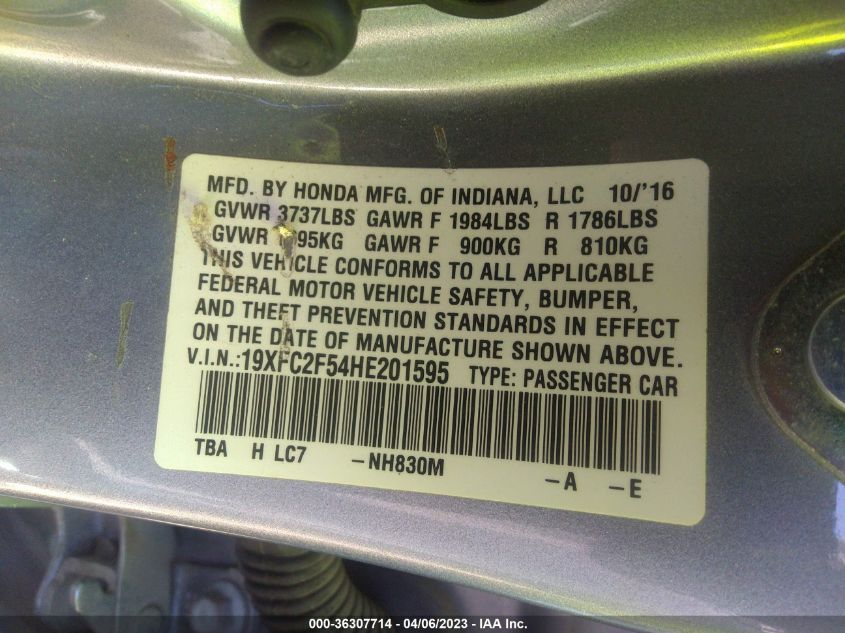 MFD. BY HONDA MFG. OF INDIANA, LLC 10/'16
GVWR 3737LBS GAWR F 1984LBS R 1786LBS
GVWR 95KG GAWR F 900KG R 810KG
THIS VEHICLE CONFORMS TO ALL APPLICABLE
FEDERAL MOTOR VEHICLE SAFETY, BUMPER,
AND THEFT PREVENTION STANDARDS IN EFFECT
ON THE DATE OF MANUFACTURE SHOWN ABOVE.
V.I.N.:19XFC2F54HE201595 TYPE: PASSENGER CAR
TBA H LC7 -NH830M -A -E
000-36307714 - 04/06/2023 - IAA Inc.